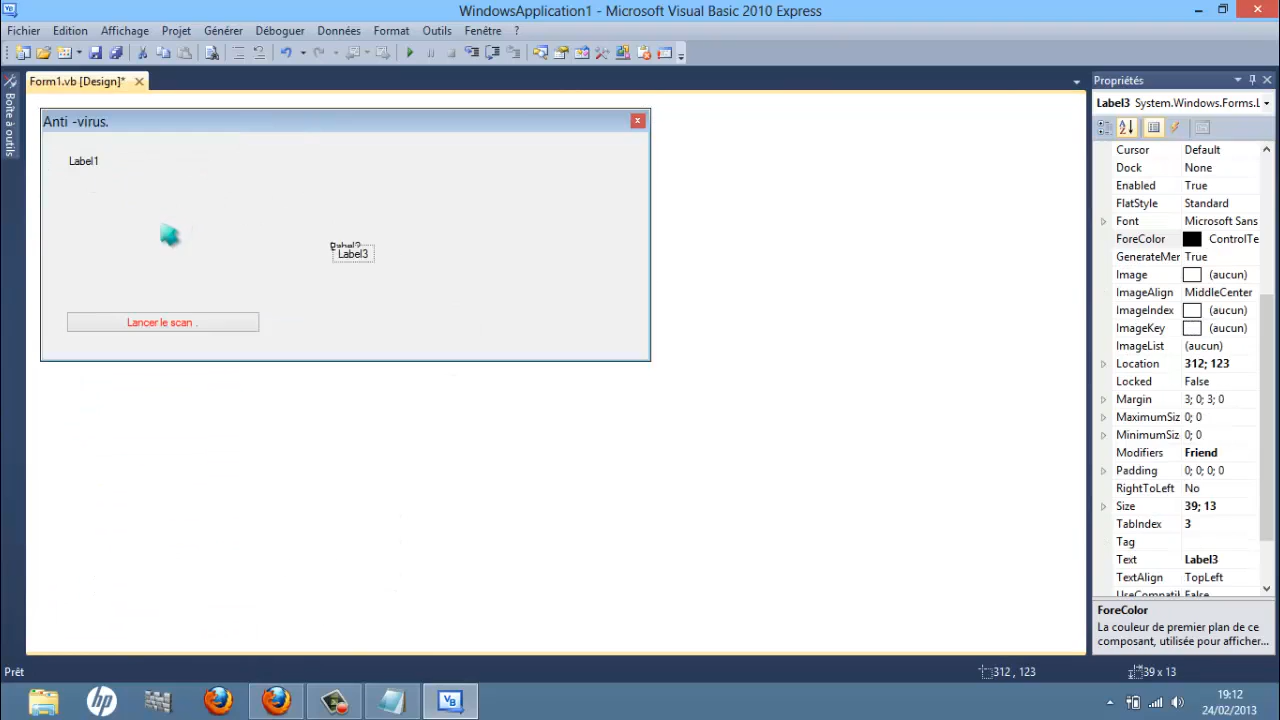 WindowsApplication1 - Microsoft Visual Basic 2010 Express
Fichier Edition Affichage Projet Générer Déboguer Données Format Outils Fenêtre ?
Form1.vb [Design]*
Boîte à outils
Anti -virus.
Label1
Label3
Lancer le scan .
Propriétés
Label3 System.Windows.Forms.L
Cursor Default
Dock None
Enabled True
FlatStyle Standard
Font Microsoft Sans
ForeColor ControlTe
GenerateMer True
Image (aucun)
ImageAlign MiddleCenter
ImageIndex (aucun)
ImageKey (aucun)
ImageList (aucun)
Location 312; 123
Locked False
Margin 3; 0; 3; 0
MaximumSiz 0; 0
MinimumSiz 0; 0
Modifiers Friend
Padding 0; 0; 0; 0
RightToLeft No
Size 39; 13
TabIndex 3
Tag
Text Label3
TextAlign TopLeft
UseCompatil False
ForeColor
La couleur de premier plan de ce
composant, utilisée pour afficher...
Prêt
312 , 123
39 x 13
hp
VB
19:12
24/02/2013